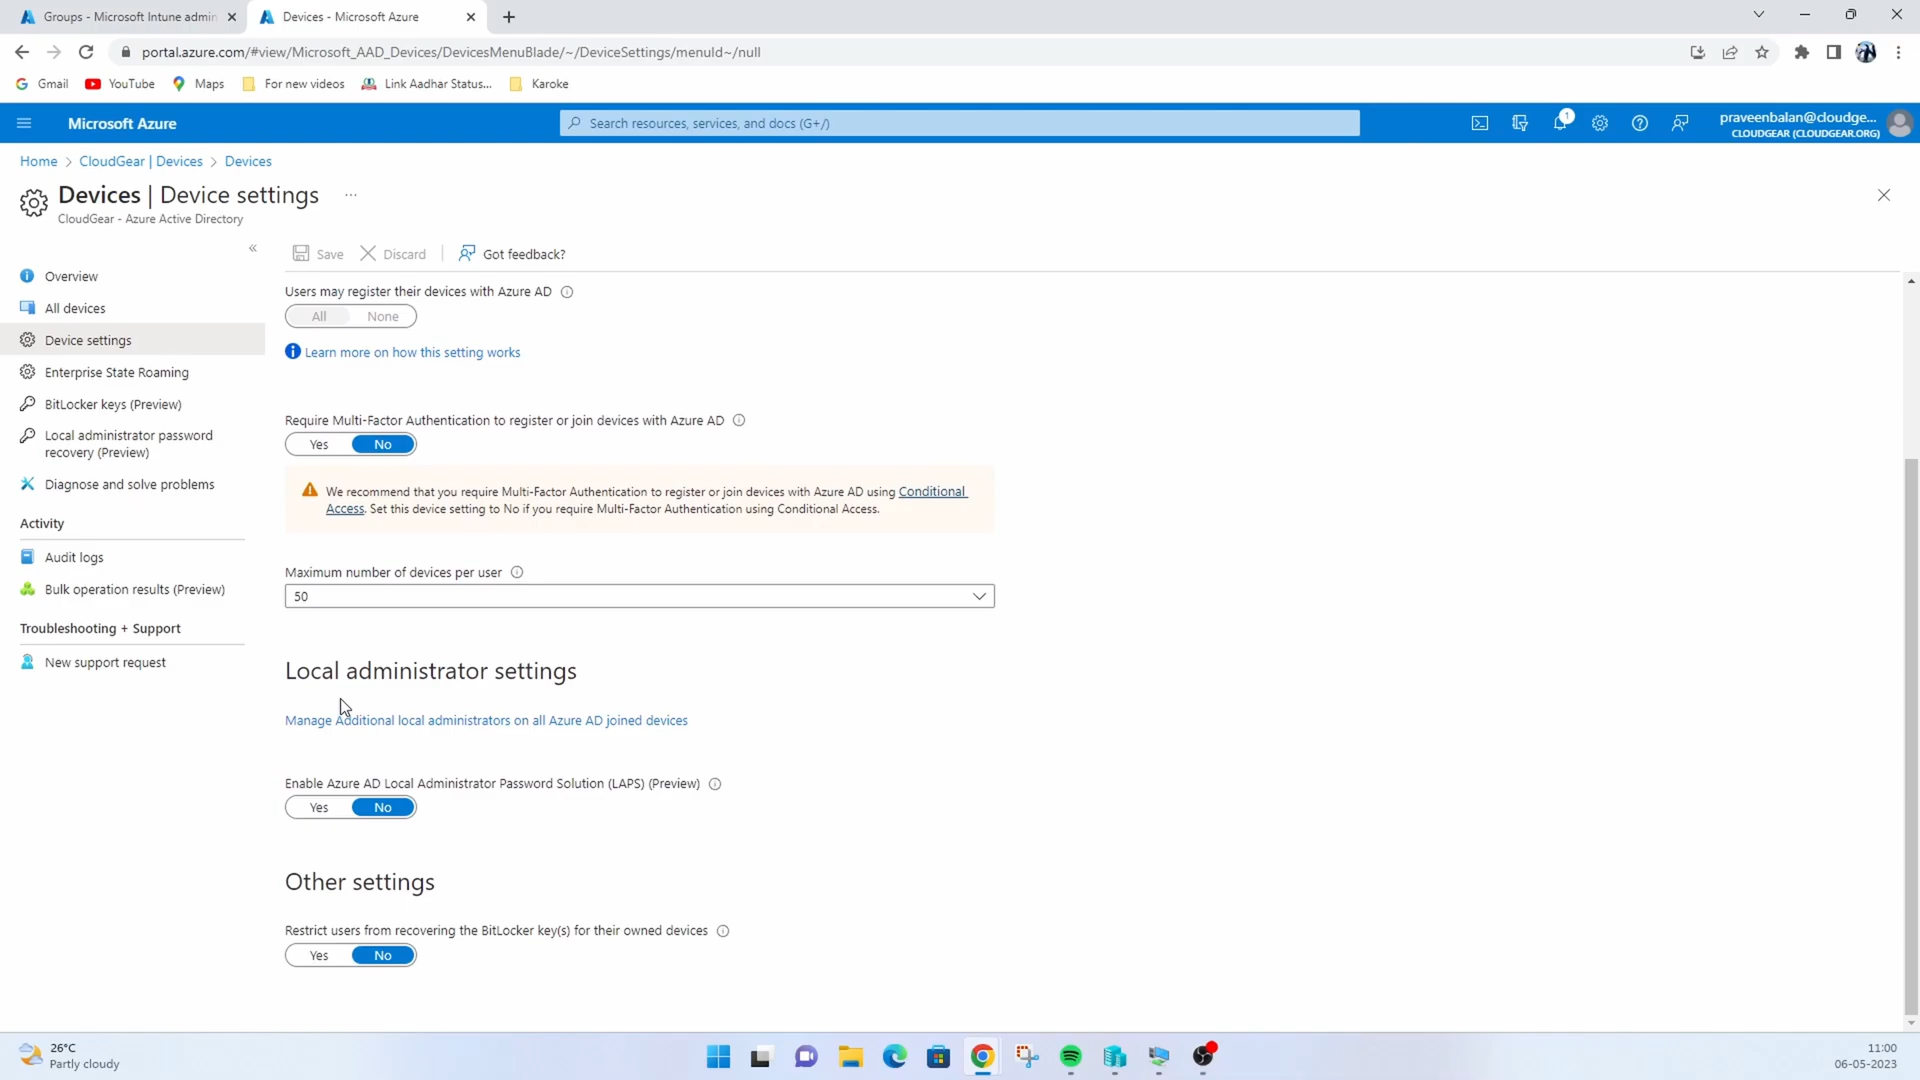 Groups - Microsoft Intune admin
Devices - Microsoft Azure
portal.azure.com/#view/Microsoft_AAD_Devices/DevicesMenuBlade/~/DeviceSettings/menuId~/null
Gmail
YouTube
Maps
For new videos
Link Aadhar Status...
Karoke
Microsoft Azure
Search resources, services, and docs (G+/)
1
praveenbalan@cloudge...
CLOUDGEAR (CLOUDGEAR.ORG)
Home > CloudGear | Devices > Devices
Devices | Device settings ...
CloudGear - Azure Active Directory
Save
Discard
Got feedback?
Overview
All devices
Device settings
Enterprise State Roaming
BitLocker keys (Preview)
Local administrator password
recovery (Preview)
Diagnose and solve problems
Activity
Audit logs
Bulk operation results (Preview)
Troubleshooting + Support
New support request
Users may register their devices with Azure AD
All None
Learn more on how this setting works
Require Multi-Factor Authentication to register or join devices with Azure AD
Yes No
We recommend that you require Multi-Factor Authentication to register or join devices with Azure AD using Conditional
Access. Set this device setting to No if you require Multi-Factor Authentication using Conditional Access.
Maximum number of devices per user
50
Local administrator settings
Manage Additional local administrators on all Azure AD joined devices
Enable Azure AD Local Administrator Password Solution (LAPS) (Preview)
Yes No
Other settings
Restrict users from recovering the BitLocker key(s) for their owned devices
Yes No
26°C
Partly cloudy
11:00
06-05-2023